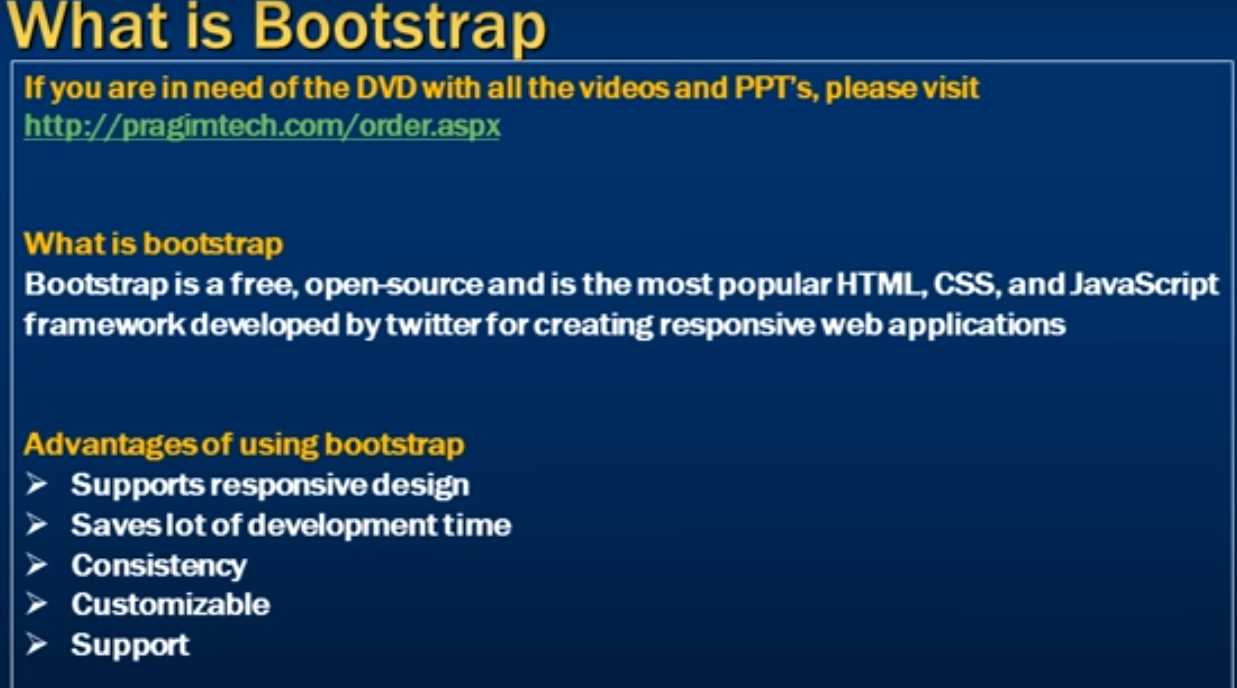 What is Bootstrap
If you are in need of the DVD with all the videos and PPT's, please visit
http://pragimtech.com/order.aspx
What is bootstrap
Bootstrap is a free, open-source and is the most popular HTML, CSS, and JavaScript
framework developed by twitter for creating responsive web applications
Advantages of using bootstrap
➢ Supports responsive design
➢ Saves lot of development time
➢ Consistency
➢ Customizable
➢ Support